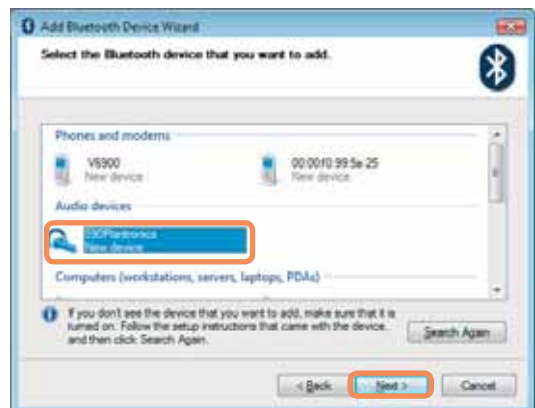 Add Bluetooth Device Wizard
Select the Bluetooth device that you want to add.
Phones and modems
V6900
New device
00:00:f0:99:5e:25
New device
Audio devices
590Plantronics
New device
Computers (workstations, servers, laptops, PDAs)
If you don't see the device that you want to add, make sure that it is
turned on. Follow the setup instructions that came with the device,
and then click Search Again.
Search Again
< Back
Next >
Cancel